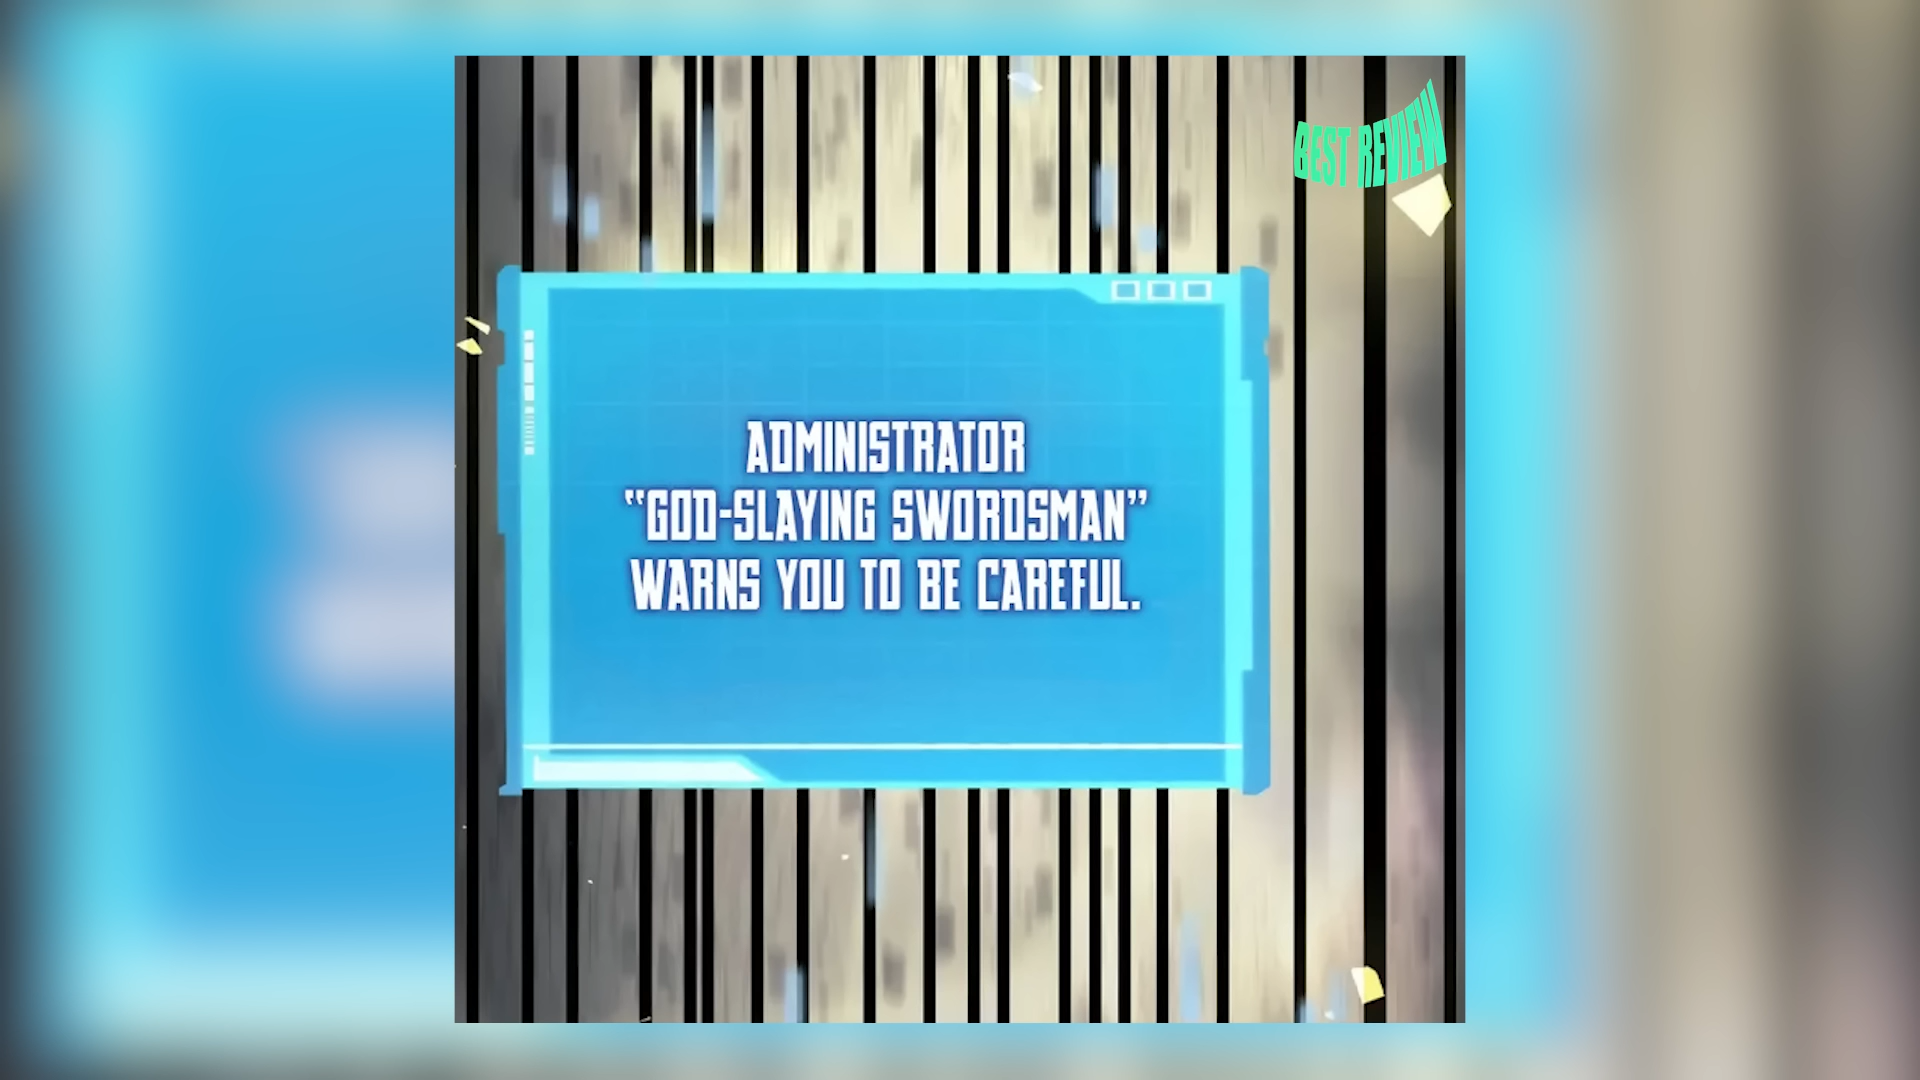 BEST REVIEW
ADMINISTRATOR
“GOD-SLAYING SWORDSMAN”
WARNS YOU TO BE CAREFUL.